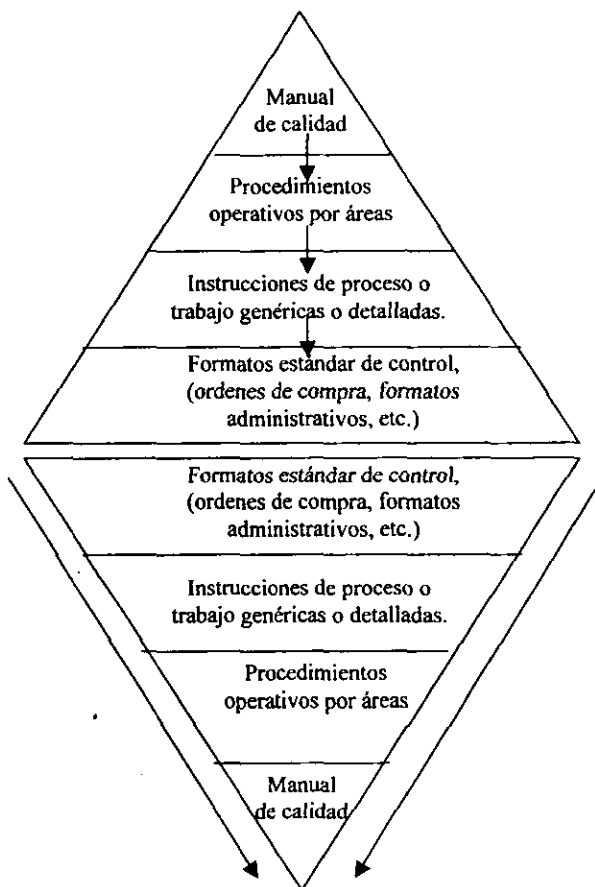 Manual
de calidad
Procedimientos
operativos por áreas
Instrucciones de proceso o
trabajo genéricas o detalladas.
Formatos estándar de control,
(ordenes de compra, formatos
administrativos, etc.)
Formatos estándar de control,
(ordenes de compra, formatos
administrativos, etc.)
Instrucciones de proceso o
trabajo genéricas o detalladas.
Procedimientos
operativos por áreas
Manual
de calidad